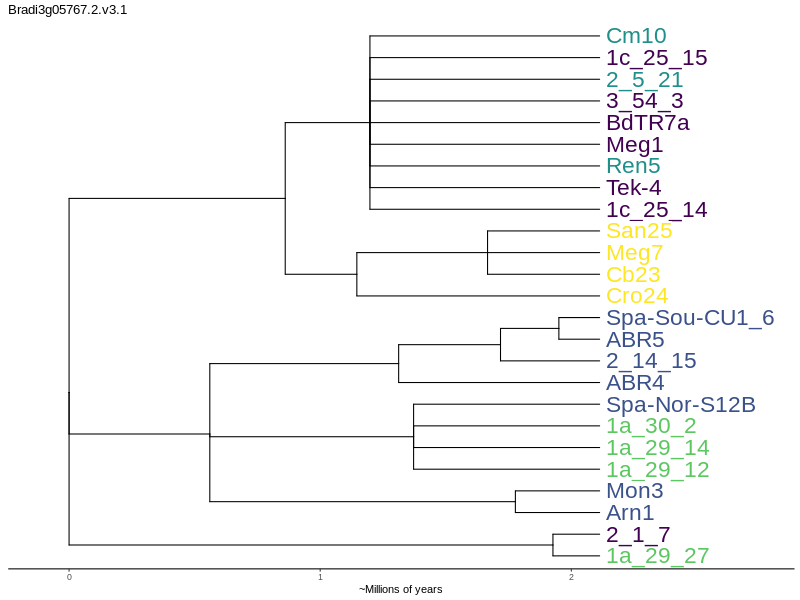 Bradi3g05767.2.v3.1
Cm10
1c_25_15
2_5_21
3_54_3
BdTR7a
Meg1
Ren5
Tek-4
1c_25_14
San25
Meg7
Cb23
Cro24
Spa-Sou-CU1_6
ABR5
2_14_15
ABR4
Spa-Nor-S12B
1a_30_2
1a_29_14
1a_29_12
Mon3
Arn1
2_1_7
1a_29_27
0 1 2
~Millions of years